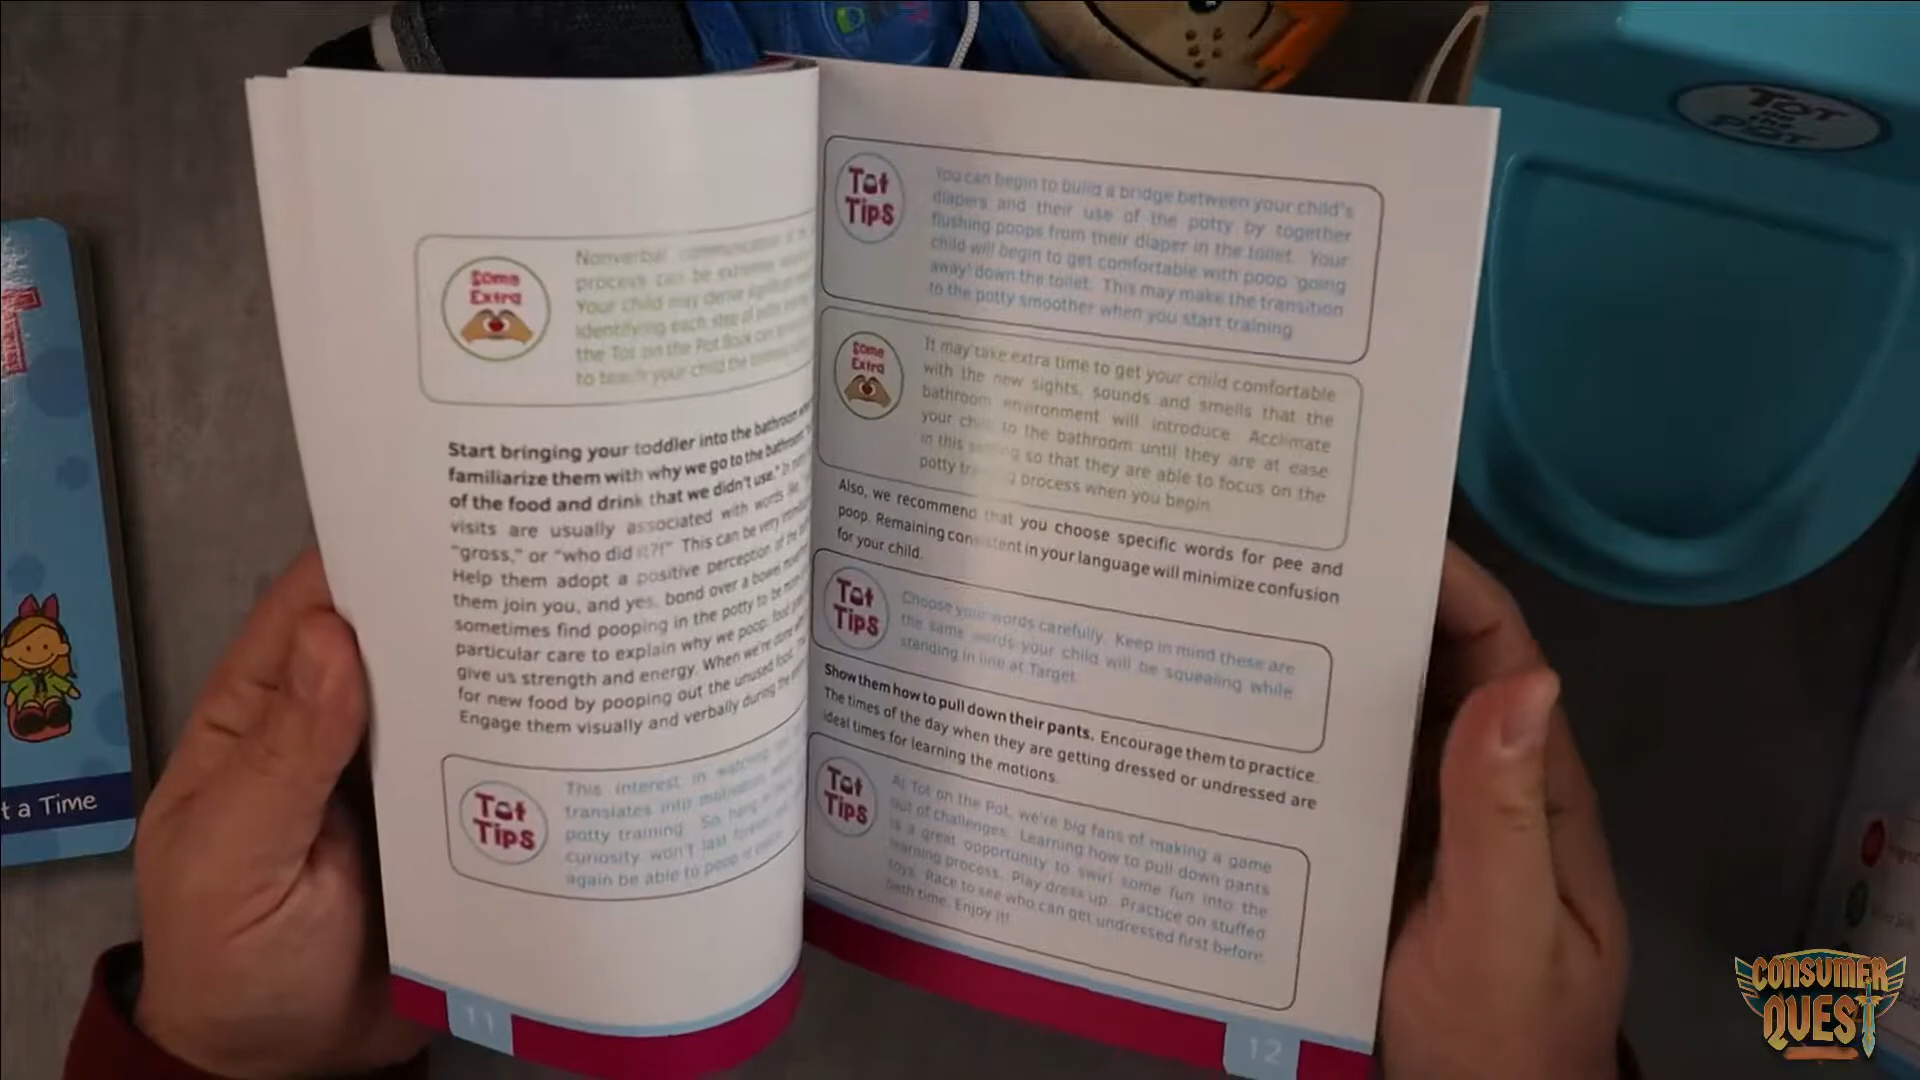 Some
Extra
Nonverbal communication
process can be extreme
Your child may derive significant
identifying each step of
the Tot on the Pot Book can
to teach your child the
Start bringing your toddler into the bathroom
familiarize them with why we go to the bathroom
of the food and drink that we didn't use."
visits are usually associated with words like
"gross," or "who did it?!" This can be very
Help them adopt a positive perception of the
them join you, and yes, bond over a bowel
sometimes find pooping in the potty to be
particular care to explain why we poop: food
give us strength and energy. When we're done
for new food by pooping out the unused food.
Engage them visually and verbally during the
Tot
Tips
This interest in
translates into
potty training. So
curiosity won't last forever
again be able to poop in peace
11
Tot
Tips
You can begin to build a bridge between your child's
diapers and their use of the potty by together
flushing poops from their diaper in the toilet. Your
child will begin to get comfortable with poop 'going
away' down the toilet. This may make the transition
to the potty smoother when you start training
Some
Extra
It may take extra time to get your child comfortable
with the new sights, sounds and smells that the
bathroom environment will introduce. Acclimate
your child to the bathroom until they are at ease
in this setting so that they are able to focus on the
potty training process when you begin.
Also, we recommend that you choose specific words for pee and
poop. Remaining consistent in your language will minimize confusion
for your child.
Tot
Tips
Choose your words carefully. Keep in mind these are
the same words your child will be squealing while
standing in line at Target.
Show them how to pull down their pants. Encourage them to practice.
The times of the day when they are getting dressed or undressed are
ideal times for learning the motions.
Tot
Tips
At Tot on the Pot, we're big fans of making a game
out of challenges. Learning how to pull down pants
is a great opportunity to swirl some fun into the
learning process. Play dress up. Practice on stuffed
toys. Race to see who can get undressed first before
bath time. Enjoy it!
12
TOT
on the
POT
t a Time
CONSUMER
QUEST